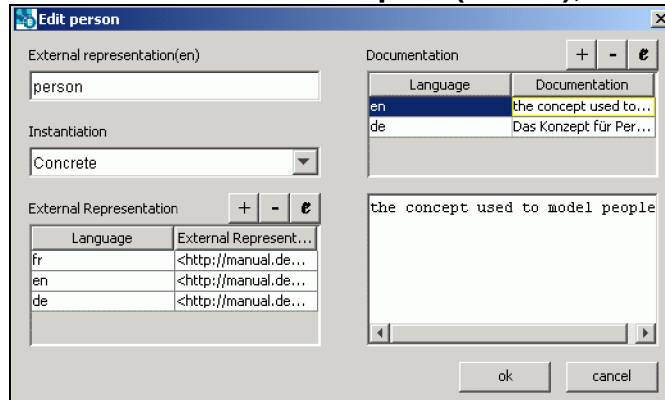 Edit person
External representation(en)
person
Instantiation
Concrete
External Representation + - e
Language External Represent...
fr <http://manual.de...
en <http://manual.de...
de <http://manual.de...
Documentation + - e
Language Documentation
en the concept used to...
de Das Konzept für Per...
the concept used to model people
ok cancel